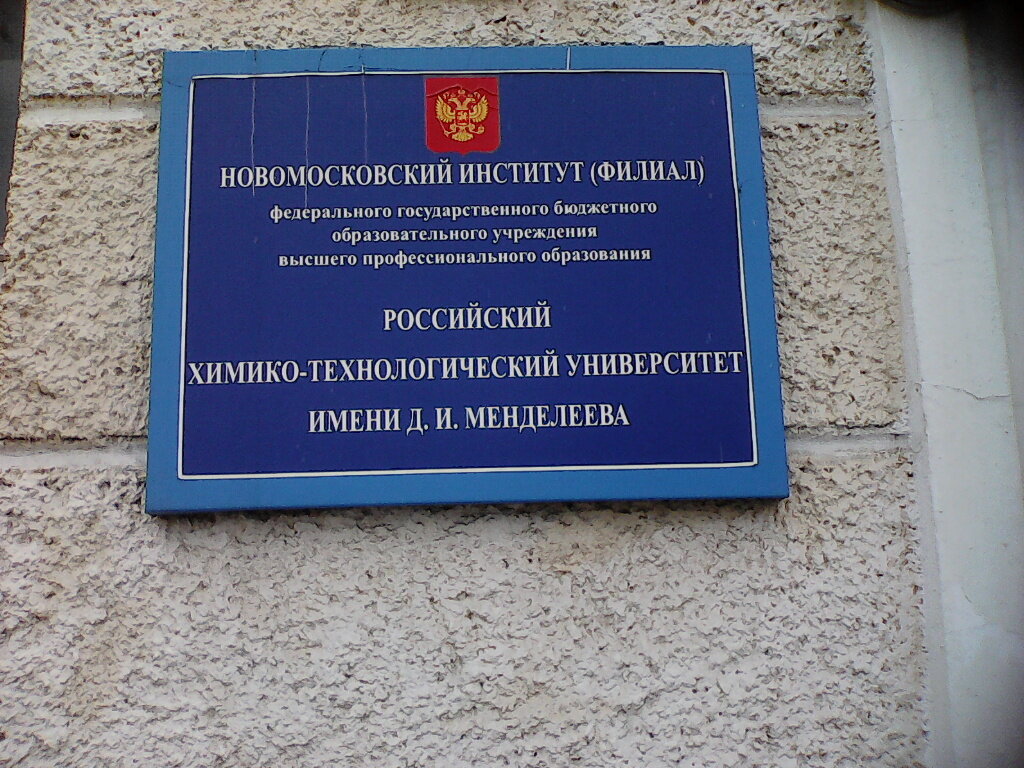 НОВОМОСКОВСКИЙ ИНСТИТУТ (ФИЛИАЛ)
федерального государственного бюджетного
образовательного учреждения
высшего профессионального образования
РОССИЙСКИЙ
ХИМИКО-ТЕХНОЛОГИЧЕСКИЙ УНИВЕРСИТЕТ
ИМЕНИ Д. И. МЕНДЕЛЕЕВА